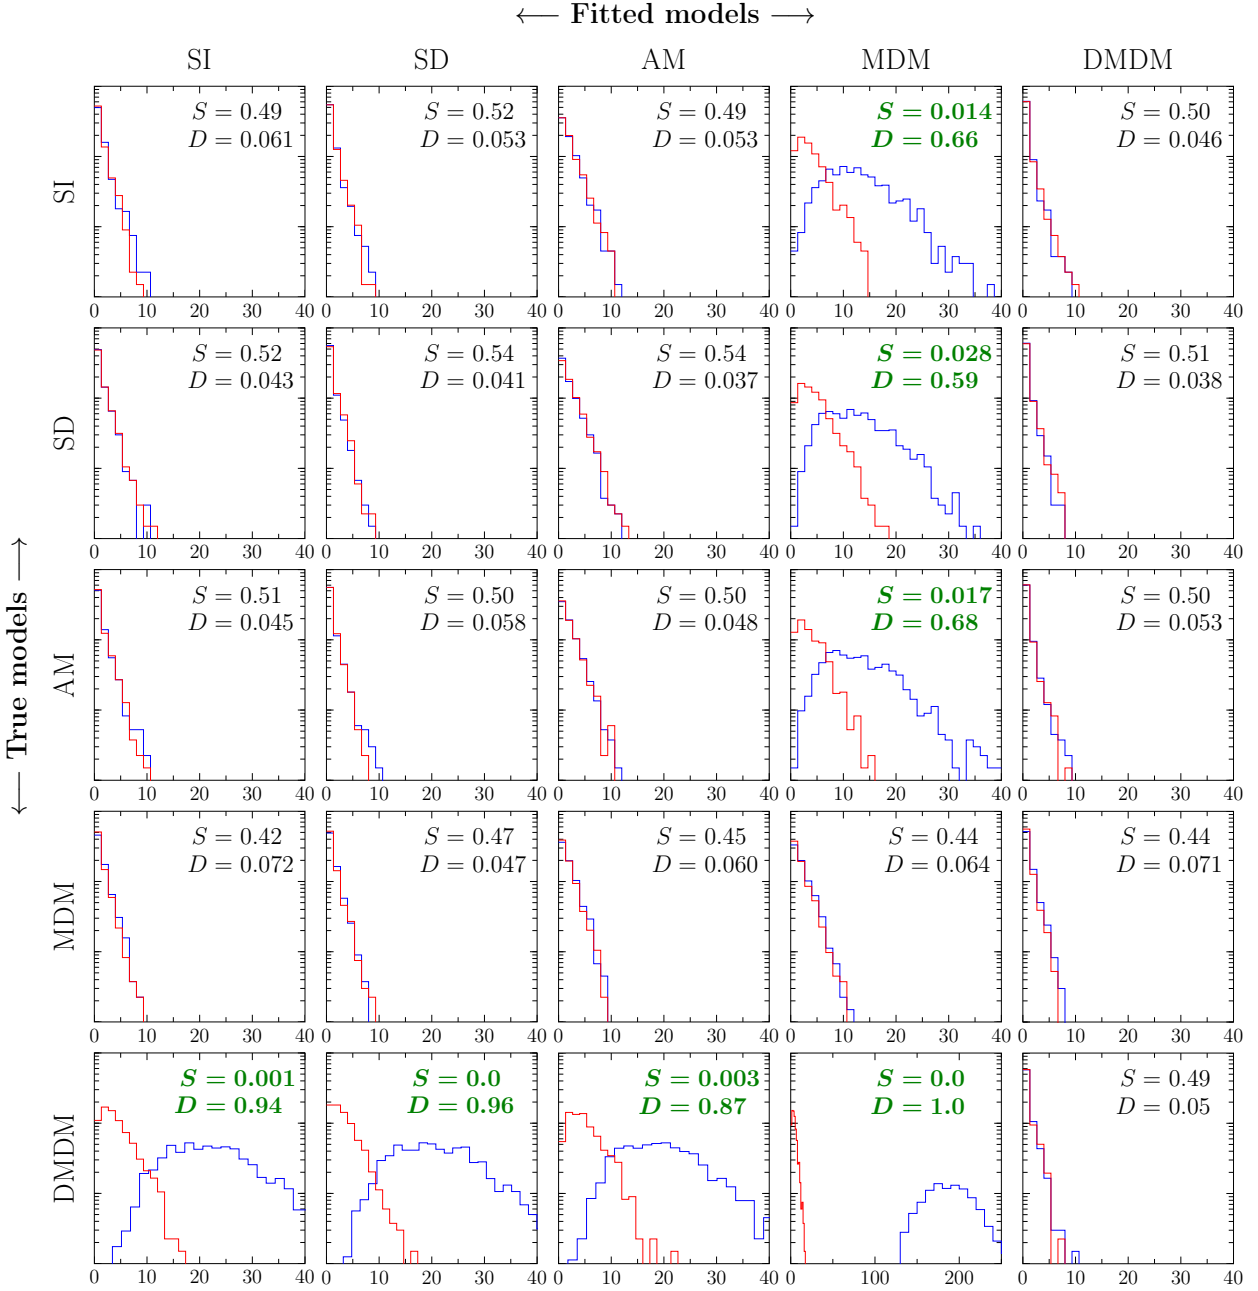 ⟵ Fitted models ⟶
SI SD AM MDM DMDM
⟵ True models ⟶
SI
S = 0.49
D = 0.061
0 10 20 30 40
S = 0.52
D = 0.053
0 10 20 30 40
S = 0.49
D = 0.053
0 10 20 30 40
S = 0.014
D = 0.66
0 10 20 30 40
S = 0.50
D = 0.046
0 10 20 30 40
SD
S = 0.52
D = 0.043
0 10 20 30 40
S = 0.54
D = 0.041
0 10 20 30 40
S = 0.54
D = 0.037
0 10 20 30 40
S = 0.028
D = 0.59
0 10 20 30 40
S = 0.51
D = 0.038
0 10 20 30 40
AM
S = 0.51
D = 0.045
0 10 20 30 40
S = 0.50
D = 0.058
0 10 20 30 40
S = 0.50
D = 0.048
0 10 20 30 40
S = 0.017
D = 0.68
0 10 20 30 40
S = 0.50
D = 0.053
0 10 20 30 40
MDM
S = 0.42
D = 0.072
0 10 20 30 40
S = 0.47
D = 0.047
0 10 20 30 40
S = 0.45
D = 0.060
0 10 20 30 40
S = 0.44
D = 0.064
0 10 20 30 40
S = 0.44
D = 0.071
0 10 20 30 40
DMDM
S = 0.001
D = 0.94
0 10 20 30 40
S = 0.0
D = 0.96
0 10 20 30 40
S = 0.003
D = 0.87
0 10 20 30 40
S = 0.0
D = 1.0
100 200
S = 0.49
D = 0.05
0 10 20 30 40